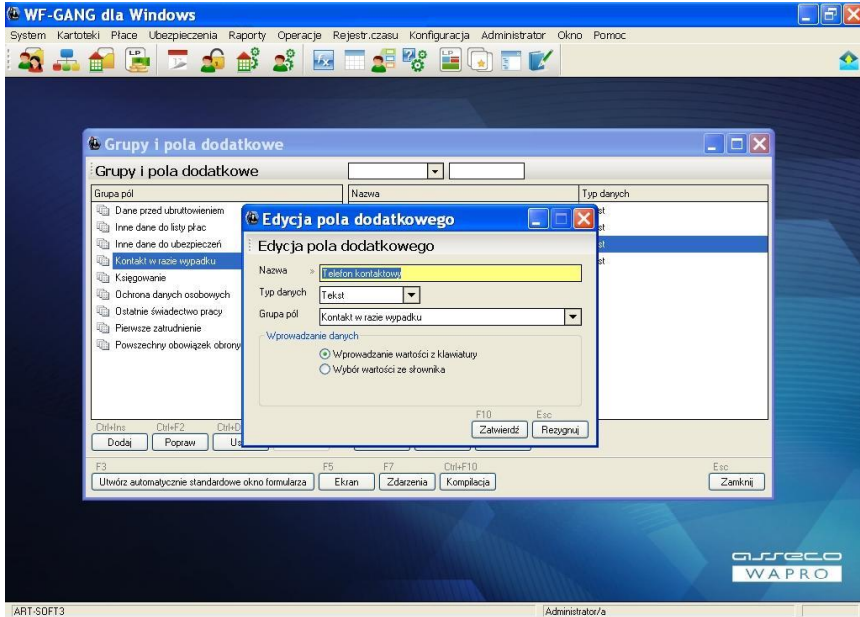 WF-GANG dla Windows
System Kartoteki Płace Ubezpieczenia Raporty Operacje Rejestr.czasu Konfiguracja Administrator Okno Pomoc
LP LP
Grupy i pola dodatkowe
Grupy i pola dodatkowe
Grupa pól Nazwa Typ danych
Dane przed ubruttowieniem
Inne dane do listy płac
Inne dane do ubezpieczeń
Kontakt w razie wypadku
Księgowanie
Ochrona danych osobowych
Ostatnie świadectwo pracy
Pierwsze zatrudnienie
Powszechny obowiązek obrony
Edycja pola dodatkowego
Edycja pola dodatkowego
Nazwa » Telefon kontaktowy
Typ danych Tekst
Grupa pól Kontakt w razie wypadku
Wprowadzanie danych
Wprowadzanie wartości z klawiatury
Wybór wartości ze słownika
F10 Esc
Zatwierdź Rezygnuj
Ctrl+Ins Ctrl+F2 Ctrl+D
Dodaj Popraw Us
F3 F5 F7 Ctrl+F10 Esc
Utwórz automatycznie standardowe okno formularza Ekran Zdarzenia Kompilacja Zamknij
asseco
WAPRO
ART-SOFT3 Administrator/a